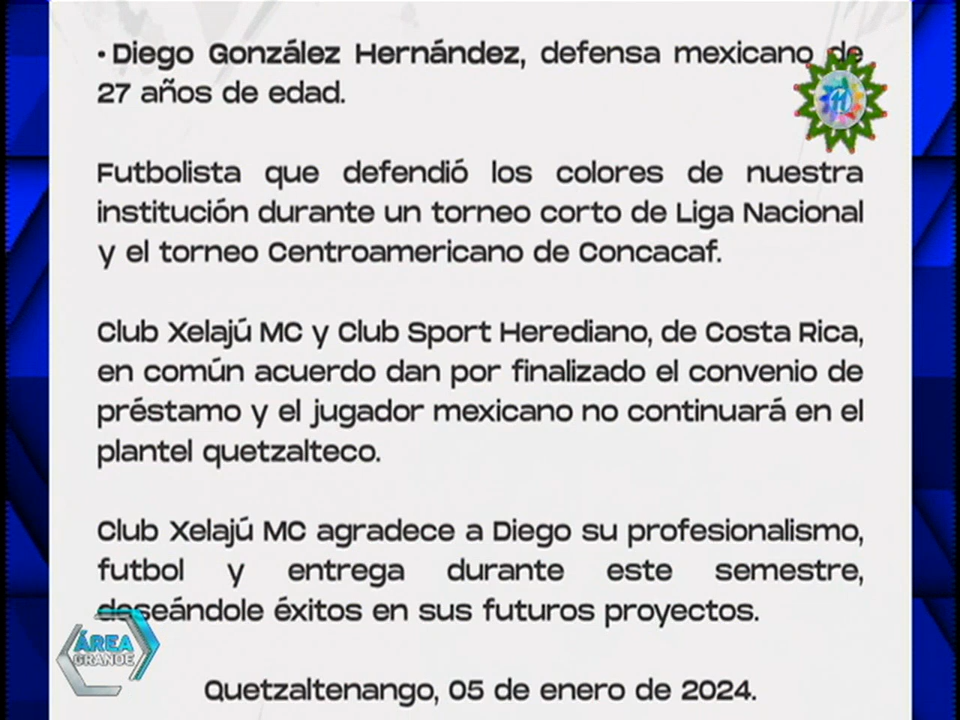 • Diego González Hernández, defensa mexicano de
27 años de edad.
Futbolista que defendió los colores de nuestra
institución durante un torneo corto de Liga Nacional
y el torneo Centroamericano de Concacaf.
Club Xelajú MC y Club Sport Herediano, de Costa Rica,
en común acuerdo dan por finalizado el convenio de
préstamo y el jugador mexicano no continuará en el
plantel quetzalteco.
Club Xelajú MC agradece a Diego su profesionalismo,
futbol y entrega durante este semestre,
deseándole éxitos en sus futuros proyectos.
ÁREA
GRANDE
Quetzaltenango, 05 de enero de 2024.